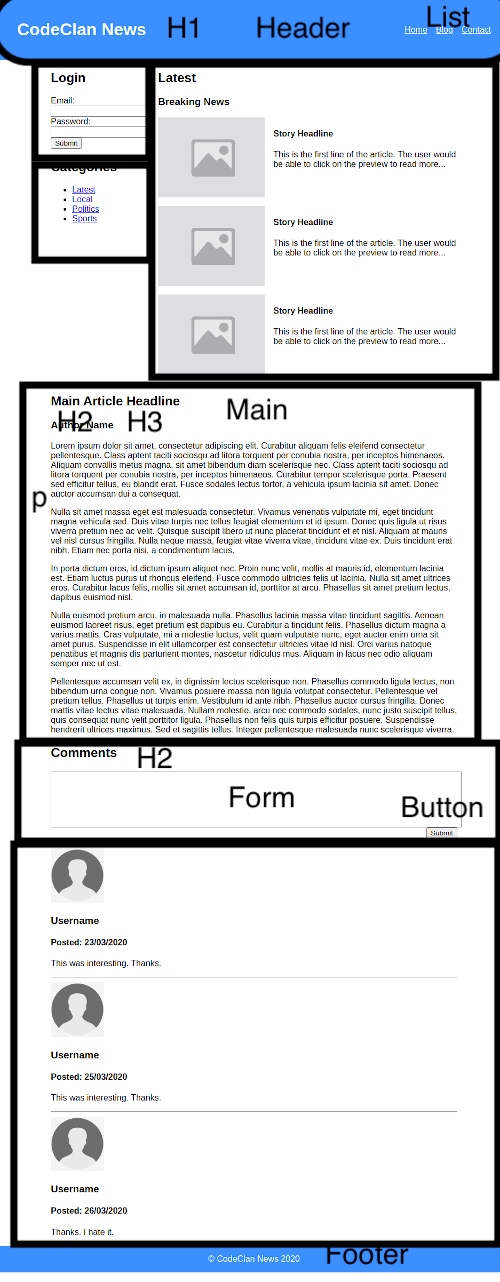 CodeClan News H1 Header List
Home Blog Contact
Login
Email:
Password:
Submit
Categories
Latest
Local
Politics
Sports
Latest
Breaking News
Story Headline
This is the first line of the article. The user would
be able to click on the preview to read more...
Story Headline
This is the first line of the article. The user would
be able to click on the preview to read more...
Story Headline
This is the first line of the article. The user would
be able to click on the preview to read more...
Main Article Headline
Main
H2 H3
Author Name
p
Lorem ipsum dolor sit amet, consectetur adipiscing elit. Curabitur aliquam felis eleifend consectetur
pellentesque. Class aptent taciti sociosqu ad litora torquent per conubia nostra, per inceptos himenaeos.
Aliquam convallis metus magna, sit amet bibendum diam scelerisque nec. Class aptent taciti sociosqu ad
litora torquent per conubia nostra, per inceptos himenaeos. Curabitur tempor scelerisque porta. Praesent
sed efficitur tellus, eu blandit erat. Fusce sodales lectus tortor, a vehicula ipsum lacinia sit amet. Donec
auctor accumsan dui a consequat.
Nulla sit amet massa eget est malesuada consectetur. Vivamus venenatis vulputate mi, eget tincidunt
magna vehicula sed. Duis vitae turpis nec tellus feugiat elementum et id ipsum. Donec quis ligula ut risus
viverra pretium nec ac velit. Quisque suscipit libero ut nunc placerat tincidunt et et nisl. Aliquam at mauris
vel nisl cursus fringilla. Nulla neque massa, feugiat vitae viverra vitae, tincidunt vitae ex. Duis tincidunt erat
nibh. Etiam nec porta nisi, a condimentum lacus.
In porta dictum eros, id dictum ipsum aliquet nec. Proin nunc velit, mollis at mauris id, elementum lacinia
est. Etiam luctus purus ut rhoncus eleifend. Fusce commodo ultricies felis ut lacinia. Nulla sit amet ultrices
eros. Curabitur lacus felis, mollis sit amet accumsan id, porttitor at arcu. Phasellus sit amet pretium lectus,
dapibus euismod nisl.
Nulla euismod pretium arcu, in malesuada nulla. Phasellus lacinia massa vitae tincidunt sagittis. Aenean
euismod laoreet risus, eget pretium est dapibus eu. Curabitur a tincidunt felis. Phasellus dictum magna a
varius mattis. Cras vulputate, mi a molestie luctus, velit quam vulputate nunc, eget auctor enim urna sit
amet purus. Suspendisse in elit ullamcorper est consectetur ultricies vitae id nisl. Orci varius natoque
penatibus et magnis dis parturient montes, nascetur ridiculus mus. Aliquam in lacus nec odio aliquam
semper nec ut est.
Pellentesque accumsan velit ex, in dignissim lectus scelerisque non. Phasellus commodo ligula lectus, non
bibendum urna congue non. Vivamus posuere massa non ligula volutpat consectetur. Pellentesque vel
pretium tellus. Phasellus ut turpis enim. Vestibulum id ante nibh. Phasellus auctor cursus fringilla. Donec
mattis vitae lectus vitae malesuada. Nullam molestie, arcu nec commodo sodales, nunc justo suscipit tellus,
quis consequat nunc velit porttitor ligula. Phasellus non felis quis turpis efficitur posuere. Suspendisse
hendrerit ultrices maximus. Sed et sagittis tellus. Integer pellentesque malesuada nunc scelerisque viverra.
Comments H2
Form
Button
Submit
Username
Posted: 23/03/2020
This was interesting. Thanks.
Username
Posted: 25/03/2020
This was interesting. Thanks.
Username
Posted: 26/03/2020
Thanks. I hate it.
© CodeClan News 2020 Footer